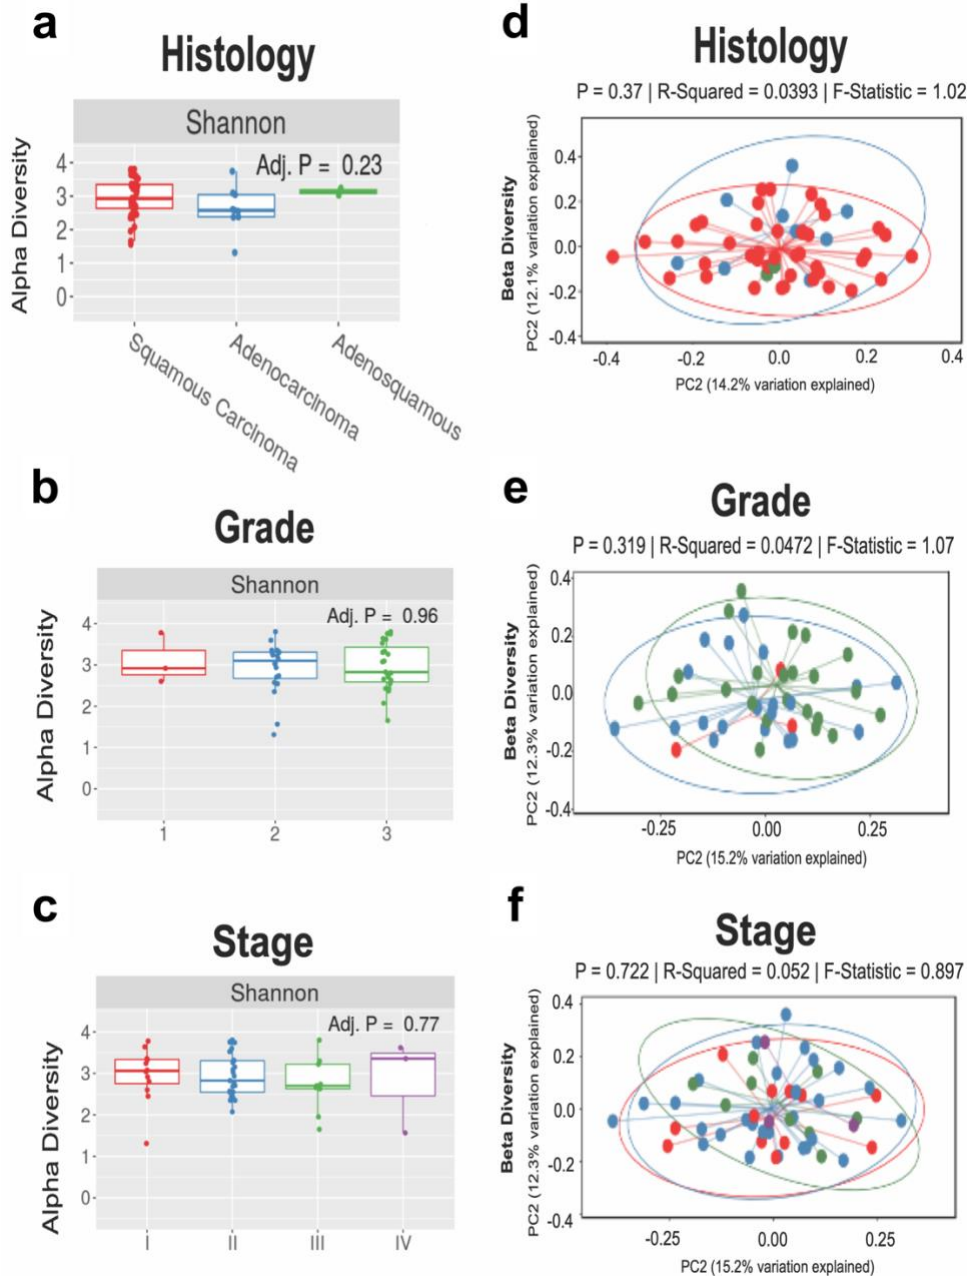 a
Histology
Shannon
Adj. P = 0.23
Alpha Diversity
4
3
2
1
0
Squamous Carcinoma
Adenocarcinoma
Adenosquamous
d
Histology
P = 0.37 | R-Squared = 0.0393 | F-Statistic = 1.02
Beta Diversity
PC2 (12.1% variation explained)
0.4
0.2
0.0
-0.2
-0.4
-0.4
-0.2
0.0
0.2
0.4
PC2 (14.2% variation explained)
b
Grade
Shannon
Adj. P = 0.96
Alpha Diversity
4
3
2
1
0
1
2
3
e
Grade
P = 0.319 | R-Squared = 0.0472 | F-Statistic = 1.07
Beta Diversity
PC2 (12.3% variation explained)
0.4
0.2
0.0
-0.2
-0.4
-0.25
0.00
0.25
PC2 (15.2% variation explained)
c
Stage
Shannon
Adj. P = 0.77
Alpha Diversity
4
3
2
1
0
I
II
III
IV
f
Stage
P = 0.722 | R-Squared = 0.052 | F-Statistic = 0.897
Beta Diversity
PC2 (12.3% variation explained)
0.4
0.2
0.0
-0.2
-0.4
-0.25
0.00
0.25
PC2 (15.2% variation explained)